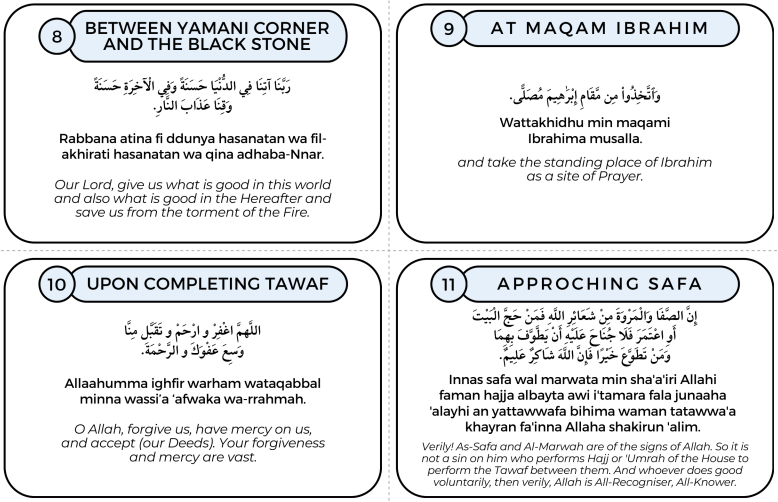 8
BETWEEN YAMANI CORNER
AND THE BLACK STONE
رَبَّنَا آتِنَا فِي الدُّنْيَا حَسَنَةً وَفِي الْآخِرَةِ حَسَنَةً
وَقِنَا عَذَابَ النَّارِ.
Rabbana atina fi ddunya hasanatan wa fil-
akhirati hasanatan wa qina adhaba-Nnar.
Our Lord, give us what is good in this world
and also what is good in the Hereafter and
save us from the torment of the Fire.
9
AT MAQAM IBRAHIM
وَٱتَّخِذُواْ مِن مَّقَامِ إِبْرَٰهِيمَ مُصَلًّى.
Wattakhidhu min maqami
Ibrahima musalla.
and take the standing place of Ibrahim
as a site of Prayer.
10
UPON COMPLETING TAWAF
اللَّهمَّ اغْفِرْ و ارْحَمْ و تَقَبَّل مِنَّا
وَسِعَ عَفْوَكَ و الرَّحْمَةَ.
Allaahumma ighfir warham wataqabbal
minna wassi'a ‘afwaka wa-rrahmah.
O Allah, forgive us, have mercy on us,
and accept (our Deeds). Your forgiveness
and mercy are vast.
11
APPROCHING SAFA
إِنَّ الصَّفَا وَالْمَرْوَةَ مِنْ شَعَائِرِ اللَّهِ فَمَنْ حَجَّ الْبَيْتَ
أَوِ اعْتَمَرَ فَلَا جُنَاحَ عَلَيْهِ أَنْ يَطَّوَّفَ بِهِمَا
وَمَنْ تَطَوَّعَ خَيْرًا فَإِنَّ اللَّهَ شَاكِرٌ عَلِيمٌ.
Innas safa wal marwata min sha'a'iri Allahi
faman hajja albayta awi i'tamara fala junaaha
'alayhi an yattawwafa bihima waman tatawwa'a
khayran fa'inna Allaha shakirun 'alim.
Verily! As-Safa and Al-Marwah are of the signs of Allah. So it is
not a sin on him who performs Hajj or 'Umrah of the House to
perform the Tawaf between them. And whoever does good
voluntarily, then verily, Allah is All-Recogniser, All-Knower.